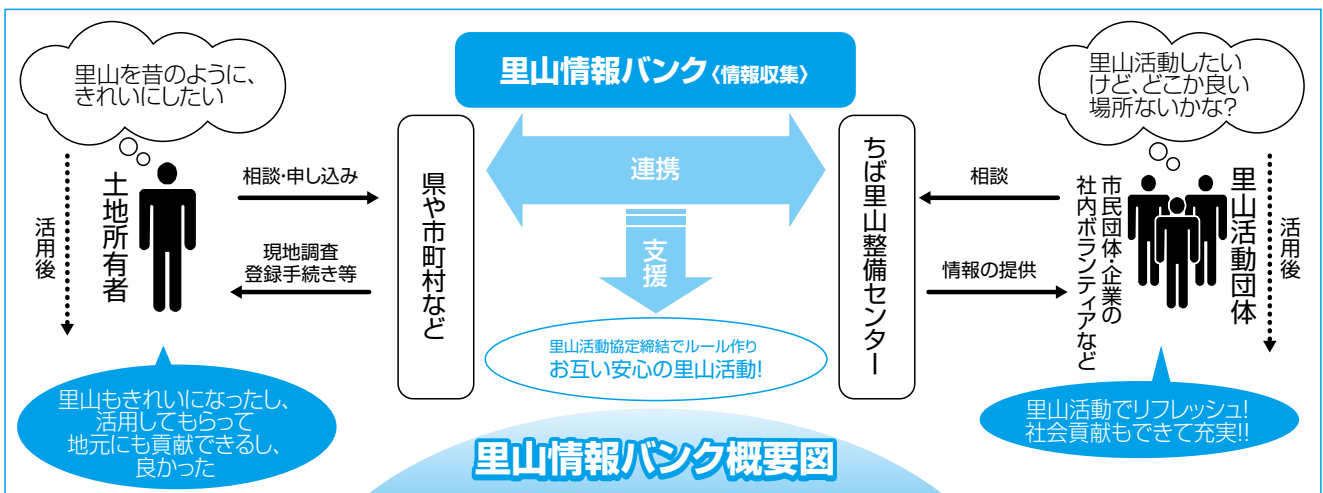 里山情報バンク〈情報収集〉
里山を昔のように、
きれいにしたい
土地所有者
活用後
相談・申し込み
現地調査
登録手続き等
県や市町村など
連携
支援
里山活動協定締結でルール作り
お互い安心の里山活動!
ちば里山整備センター
相談
情報の提供
里山活動したい
けど、どこか良い
場所ないかな?
里山活動団体
市民団体・企業の
社内ボランティアなど
活用後
里山もきれいになったし、
活用してもらって
地元にも貢献できるし、
良かった
里山活動でリフレッシュ!
社会貢献もできて充実!!
里山情報バンク概要図